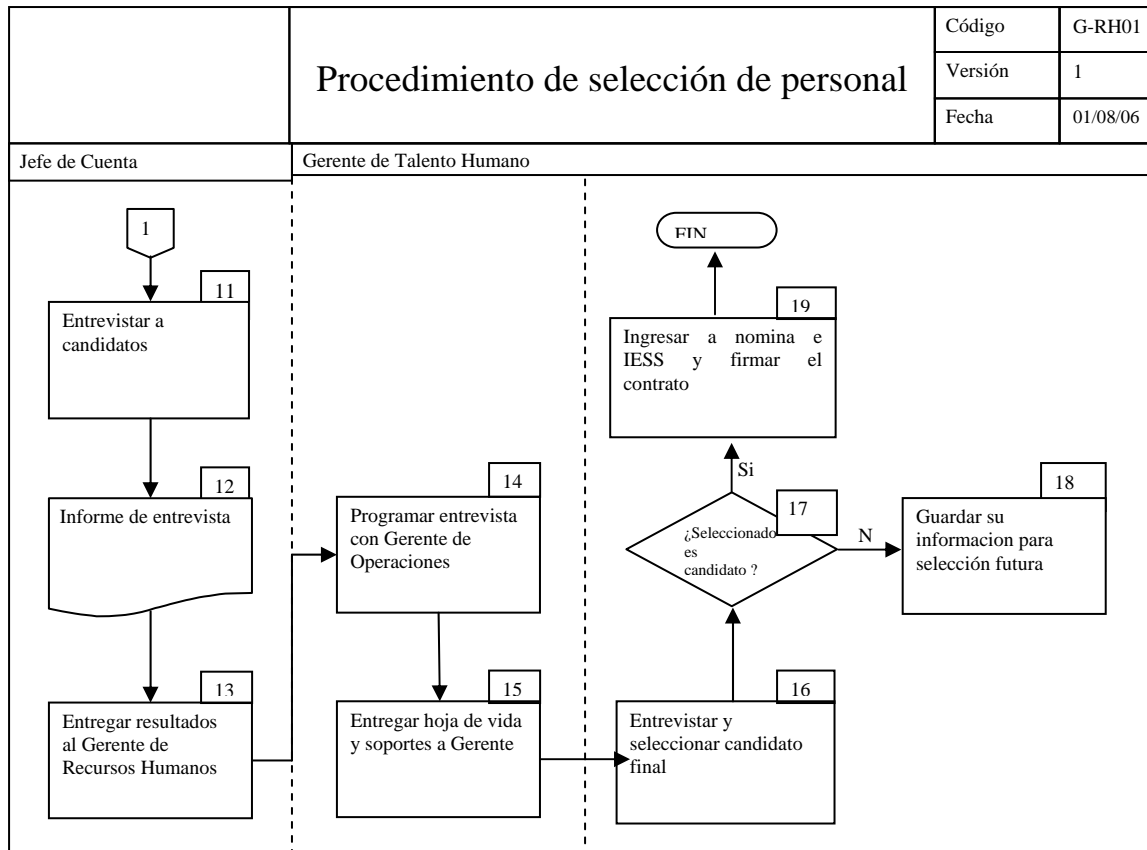 Procedimiento de selección de personal
Código
G-RH01
Versión
1
Fecha
01/08/06
Jefe de Cuenta
Gerente de Talento Humano
1
11
Entrevistar a
candidatos
12
Informe de entrevista
13
Entregar resultados
al Gerente de
Recursos Humanos
14
Programar entrevista
con Gerente de
Operaciones
15
Entregar hoja de vida
y soportes a Gerente
16
Entrevistar y
seleccionar candidato
final
17
¿Seleccionado
es
candidato ?
Si
N
18
Guardar su
informacion para
selección futura
19
Ingresar a nomina e
IESS y firmar el
contrato
FIN